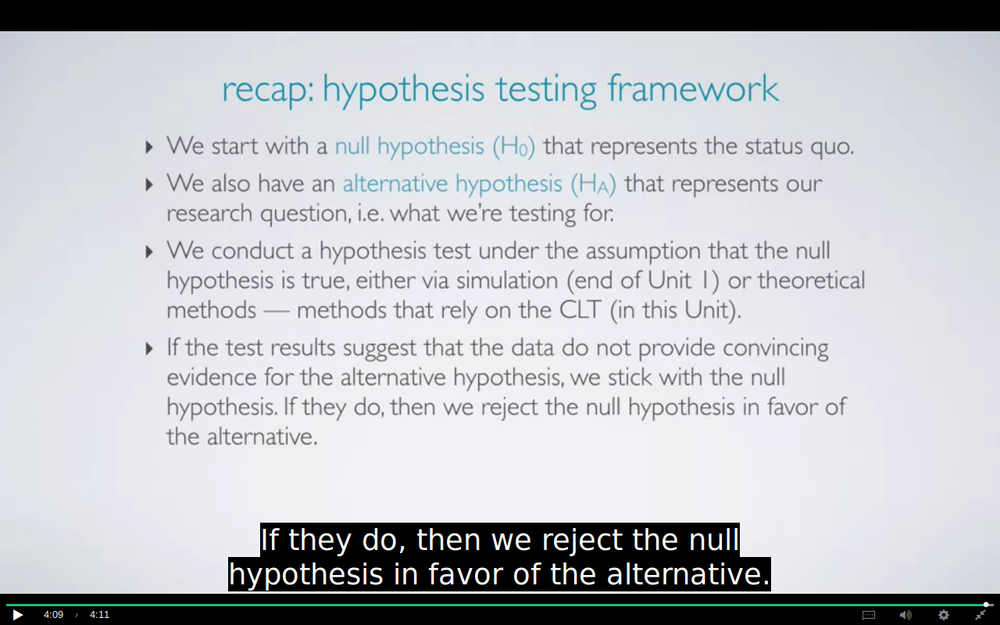 recap: hypothesis testing framework
We start with a null hypothesis (H0) that represents the status quo.
We also have an alternative hypothesis (HA) that represents our
research question, i.e. what we're testing for.
We conduct a hypothesis test under the assumption that the null
hypothesis is true, either via simulation (end of Unit 1) or theoretical
methods — methods that rely on the CLT (in this Unit).
If the test results suggest that the data do not provide convincing
evidence for the alternative hypothesis, we stick with the null
hypothesis. If they do, then we reject the null hypothesis in favor of
the alternative.
If they do, then we reject the null
hypothesis in favor of the alternative.
4:09 / 4:11